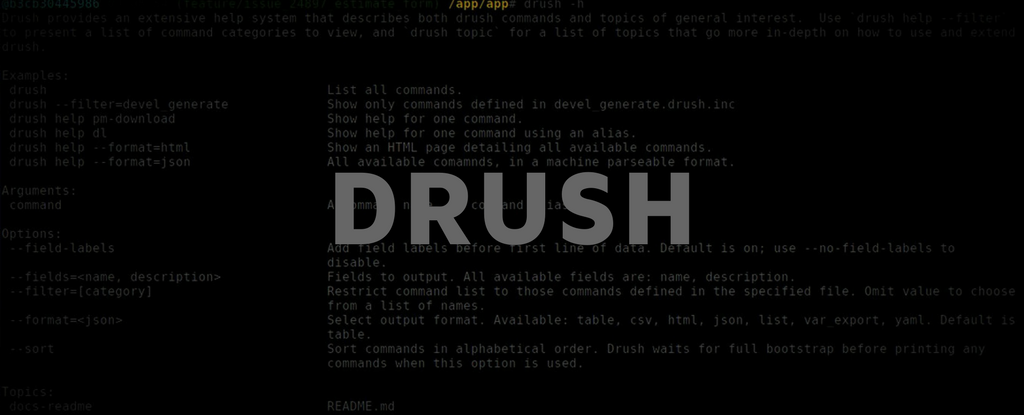 @b3cb30445986 (feature/issue_24897_estimate_form) /app/app# drush -h
Drush provides an extensive help system that describes both drush commands and topics of general interest.  Use `drush help --filter`
to present a list of command categories to view, and `drush topic` for a list of topics that go more in-depth on how to use and extend
drush.
Examples:
drush List all commands.
drush --filter=devel_generate Show only commands defined in devel_generate.drush.inc
drush help pm-download Show help for one command.
drush help dl Show help for one command using an alias.
drush help --format=html Show an HTML page detailing all available commands.
drush help --format=json All available comamnds, in a machine parseable format.
DRUSH
Arguments:
command A
Options:
--field-labels Add field labels before first line of data. Default is on; use --no-field-labels to
disable.
--fields=<name, description> Fields to output. All available fields are: name, description.
--filter=[category] Restrict command list to those commands defined in the specified file. Omit value to choose
from a list of names.
--format=<json> Select output format. Available: table, csv, html, json, list, var_export, yaml. Default is
table.
--sort Sort commands in alphabetical order. Drush waits for full bootstrap before printing any
commands when this option is used.
Topics:
docs-readme README.md